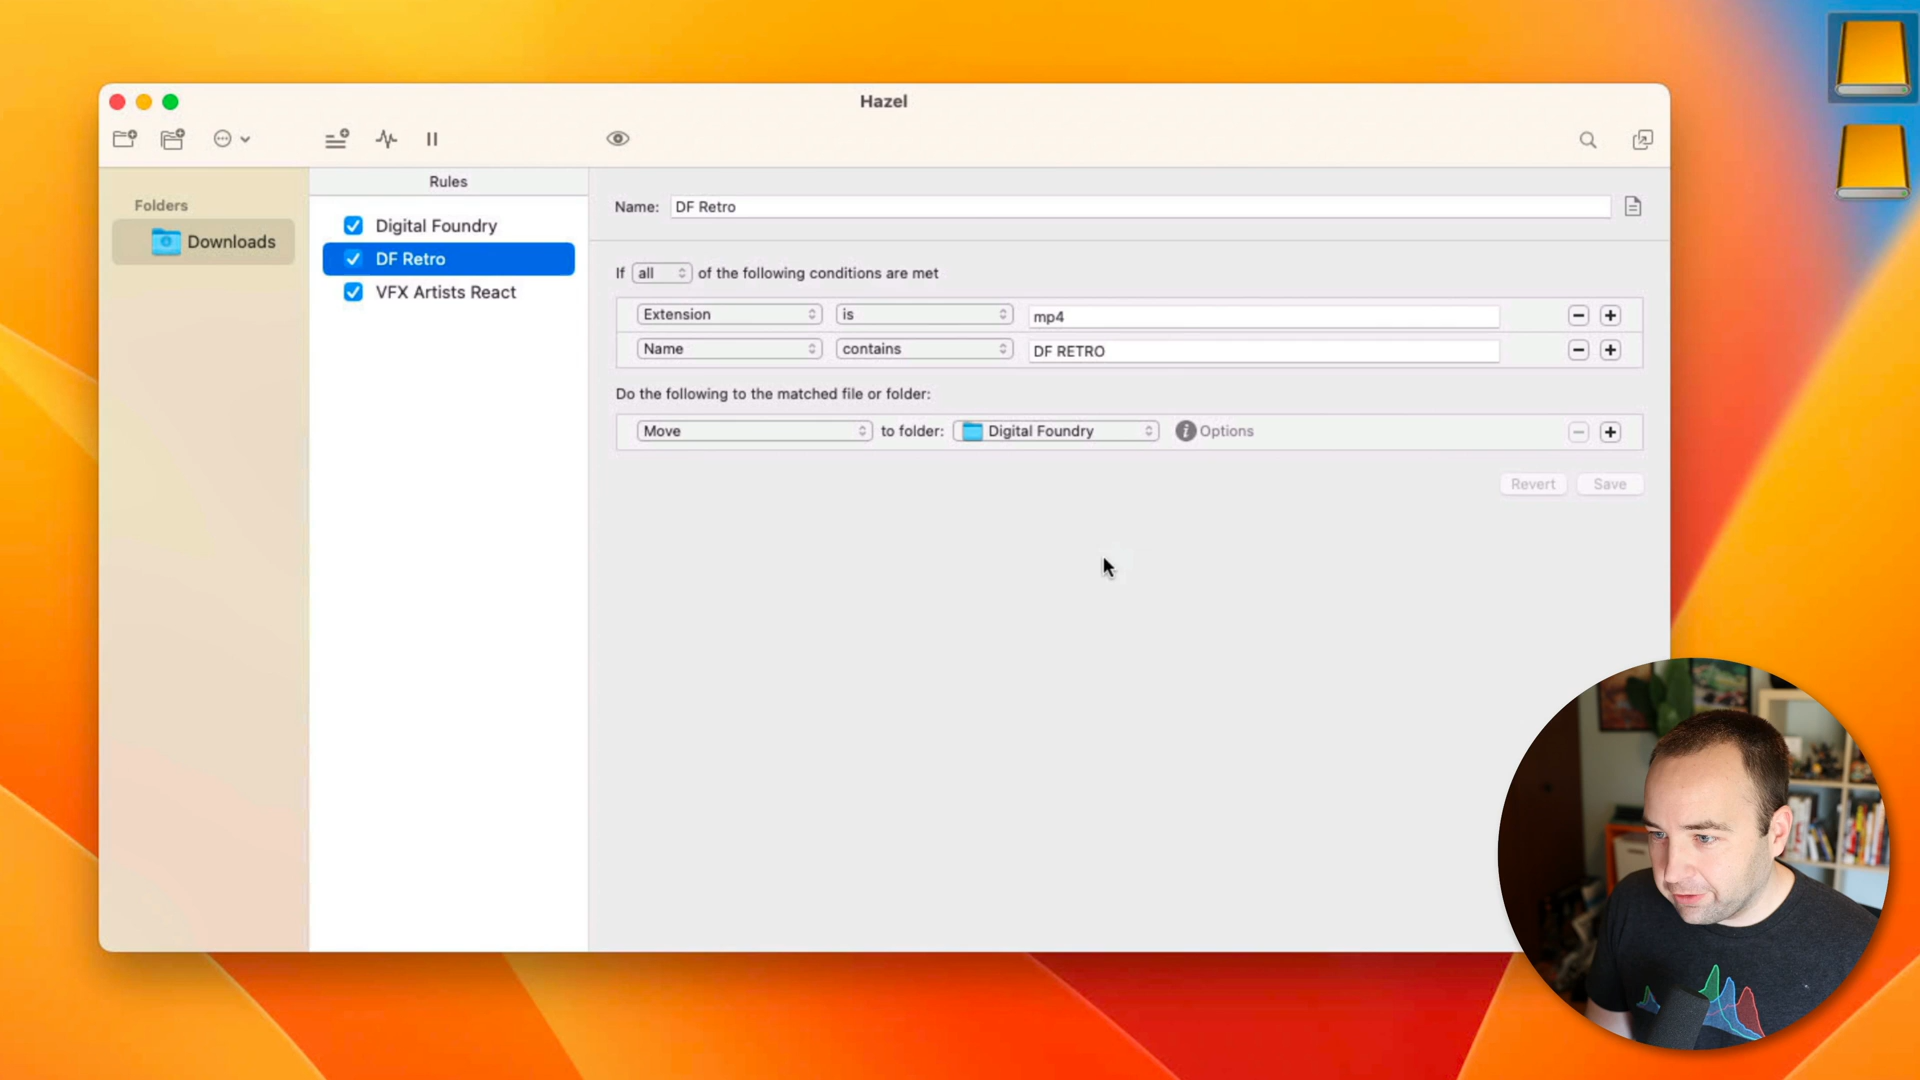 Hazel
Rules
Folders
Downloads
Digital Foundry
DF Retro
VFX Artists React
Name: DF Retro
If all of the following conditions are met
Extension is mp4
Name contains DF RETRO
Do the following to the matched file or folder:
Move to folder: Digital Foundry Options
Revert Save